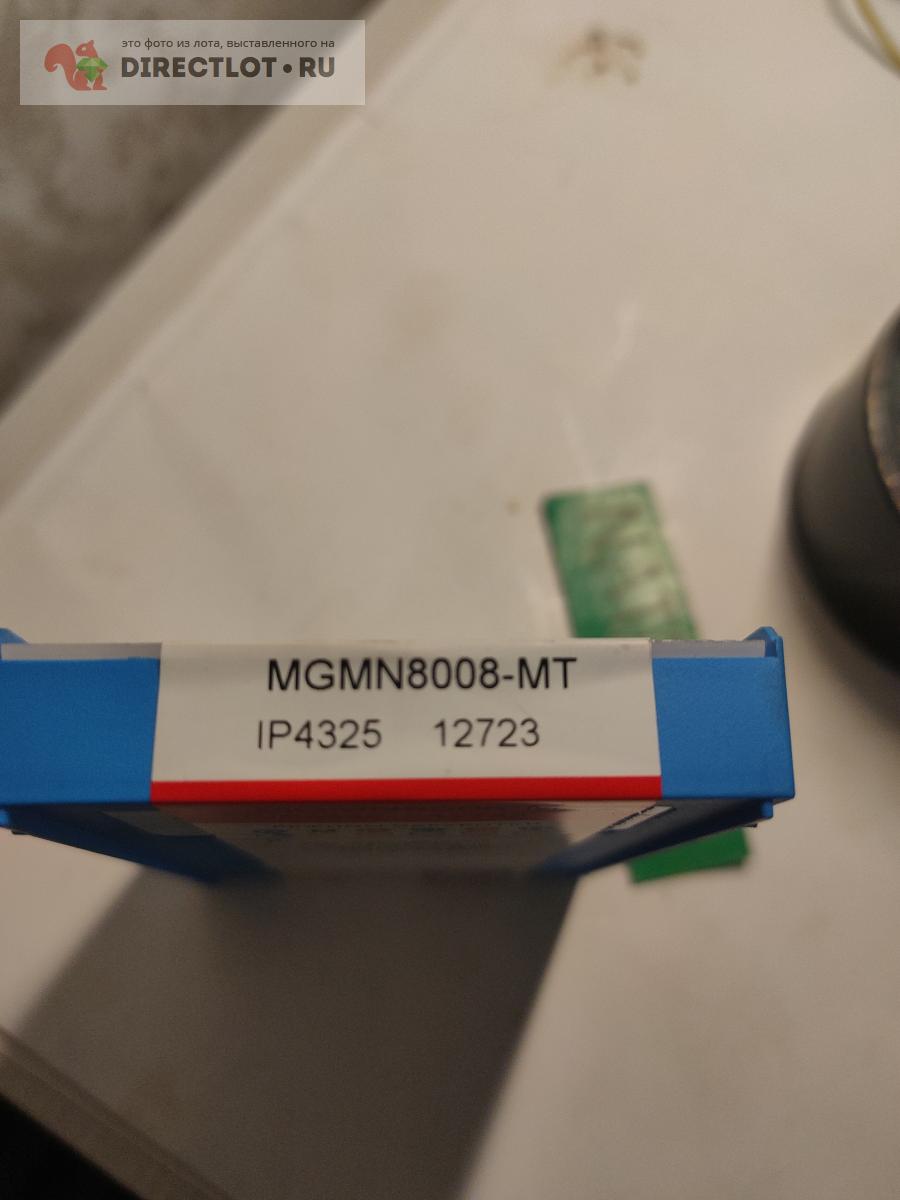 это фото из лота, выставленного на
DIRECTLOT•RU
MGMN8008-MT
IP4325 12723